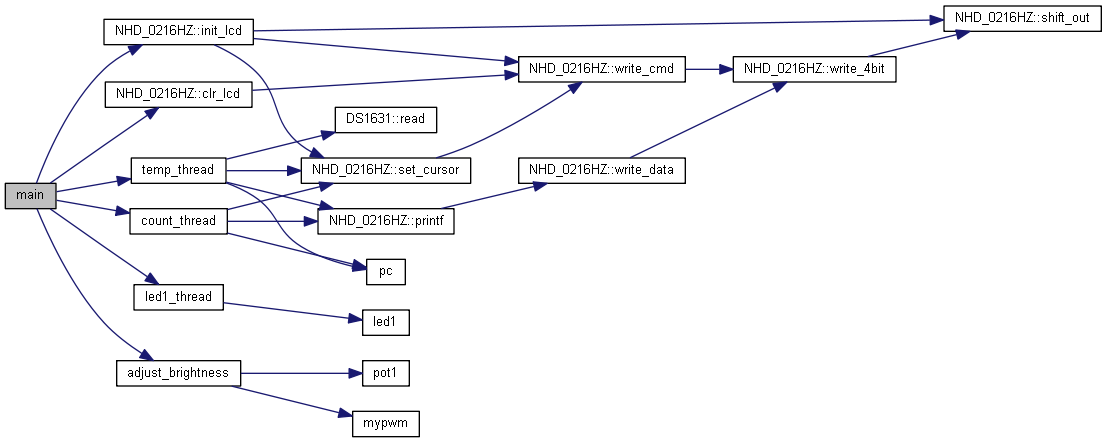 NHD_0216HZ::shift_out
NHD_0216HZ::init_lcd
NHD_0216HZ::write_cmd
NHD_0216HZ::write_4bit
NHD_0216HZ::clr_lcd
DS1631::read
temp_thread
NHD_0216HZ::set_cursor
NHD_0216HZ::write_data
main
count_thread
NHD_0216HZ::printf
pc
led1_thread
led1
adjust_brightness
pot1
mypwm